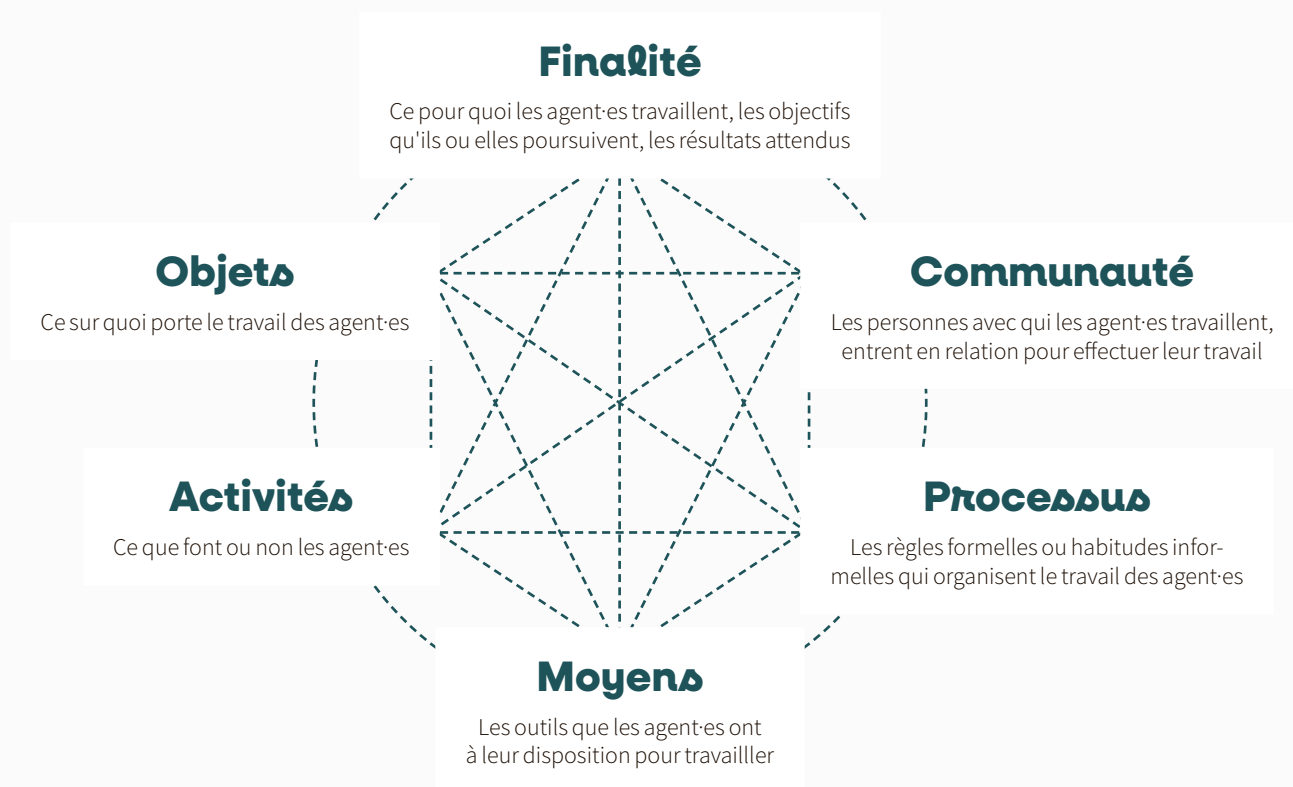 Finalité
Ce pour quoi les agent·es travaillent, les objectifs
qu'ils ou elles poursuivent, les résultats attendus
Objets
Ce sur quoi porte le travail des agent·es
Communauté
Les personnes avec qui les agent·es travaillent,
entrent en relation pour effectuer leur travail
Activités
Ce que font ou non les agent·es
Processus
Les règles formelles ou habitudes infor-
melles qui organisent le travail des agent·es
Moyens
Les outils que les agent·es ont
à leur disposition pour travailller